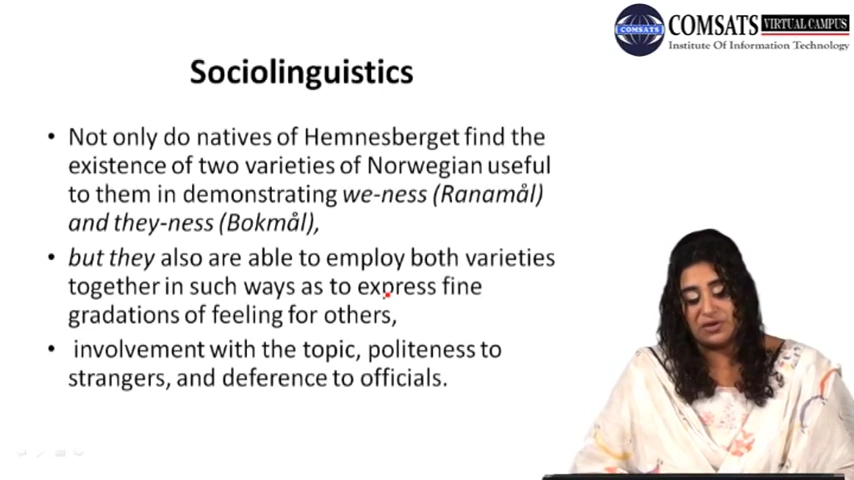 COMSATS VIRTUAL CAMPUS
COMSATS
Institute Of Information Technology
Sociolinguistics
• Not only do natives of Hemnesberget find the
existence of two varieties of Norwegian useful
to them in demonstrating we-ness (Ranamål)
and they-ness (Bokmål),
• but they also are able to employ both varieties
together in such ways as to express fine
gradations of feeling for others,
• involvement with the topic, politeness to
strangers, and deference to officials.